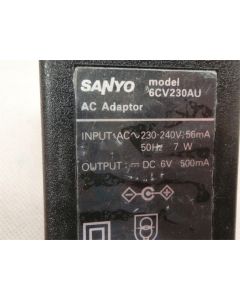 SANYO model
6CV230AU
AC Adaptor
INPUT:AC~230-240V,56mA
50Hz 7 W
OUTPUT: ⎓ DC 6V 500mA